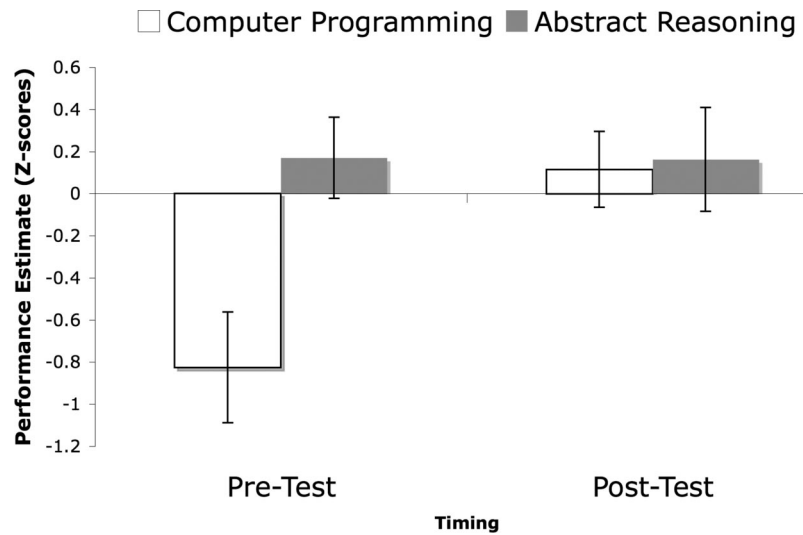 Computer Programming Abstract Reasoning
Performance Estimate (Z-scores)
0.6
0.4
0.2
0
-0.2
-0.4
-0.6
-0.8
-1
-1.2
Pre-Test Post-Test
Timing